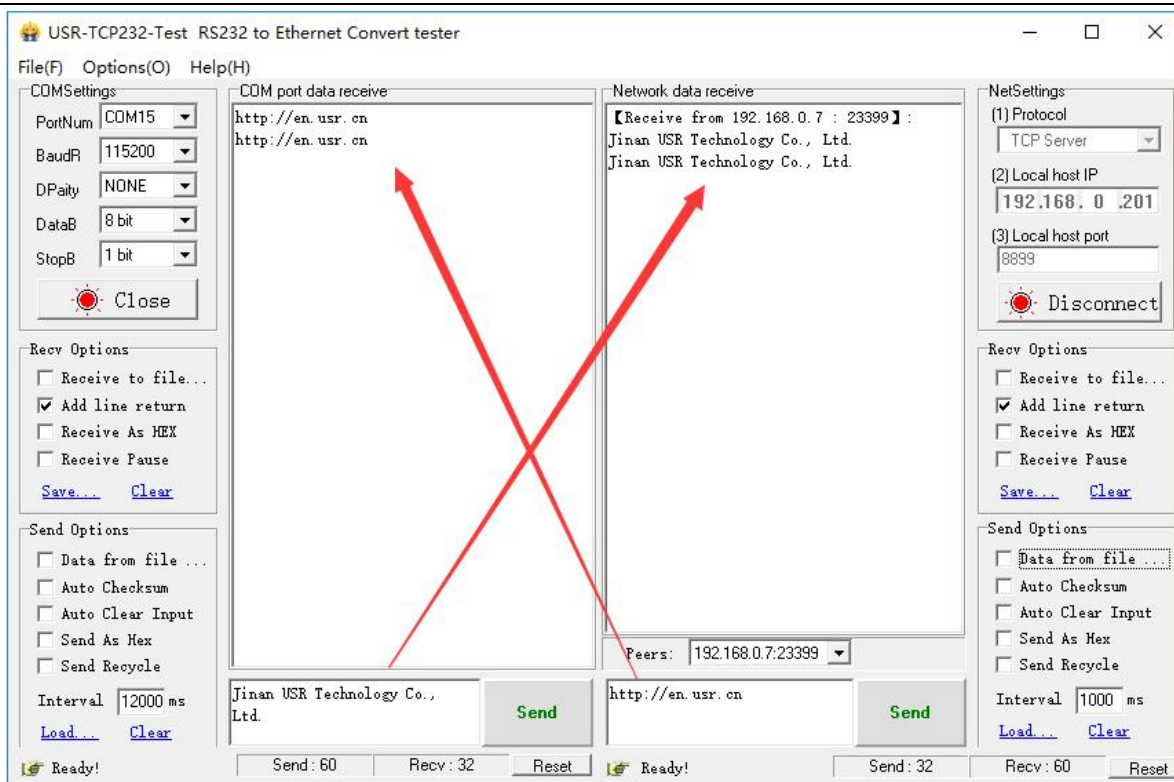 USR-TCP232-Test RS232 to Ethernet Convert tester
File(F) Options(O) Help(H)
COMSettings
PortNum COM15
BaudR 115200
DPaity NONE
DataB 8 bit
StopB 1 bit
Close
Recv Options
Receive to file...
Add line return
Receive As HEX
Receive Pause
Save... Clear
Send Options
Data from file ...
Auto Checksum
Auto Clear Input
Send As Hex
Send Recycle
Interval 12000 ms
Load... Clear
COM port data receive
http://en.usr.cn
http://en.usr.cn
Jinan USR Technology Co.,
Ltd.
Send
Network data receive
【Receive from 192.168.0.7 : 23399】:
Jinan USR Technology Co., Ltd.
Jinan USR Technology Co., Ltd.
Peers: 192.168.0.7:23399
http://en.usr.cn
Send
NetSettings
(1) Protocol
TCP Server
(2) Local host IP
192.168. 0 .201
(3) Local host port
8899
Disconnect
Recv Options
Receive to file...
Add line return
Receive As HEX
Receive Pause
Save... Clear
Send Options
Data from file ...
Auto Checksum
Auto Clear Input
Send As Hex
Send Recycle
Interval 1000 ms
Load... Clear
Ready! Send : 60 Recv : 32 Reset
Ready! Send : 32 Recv : 60 Reset